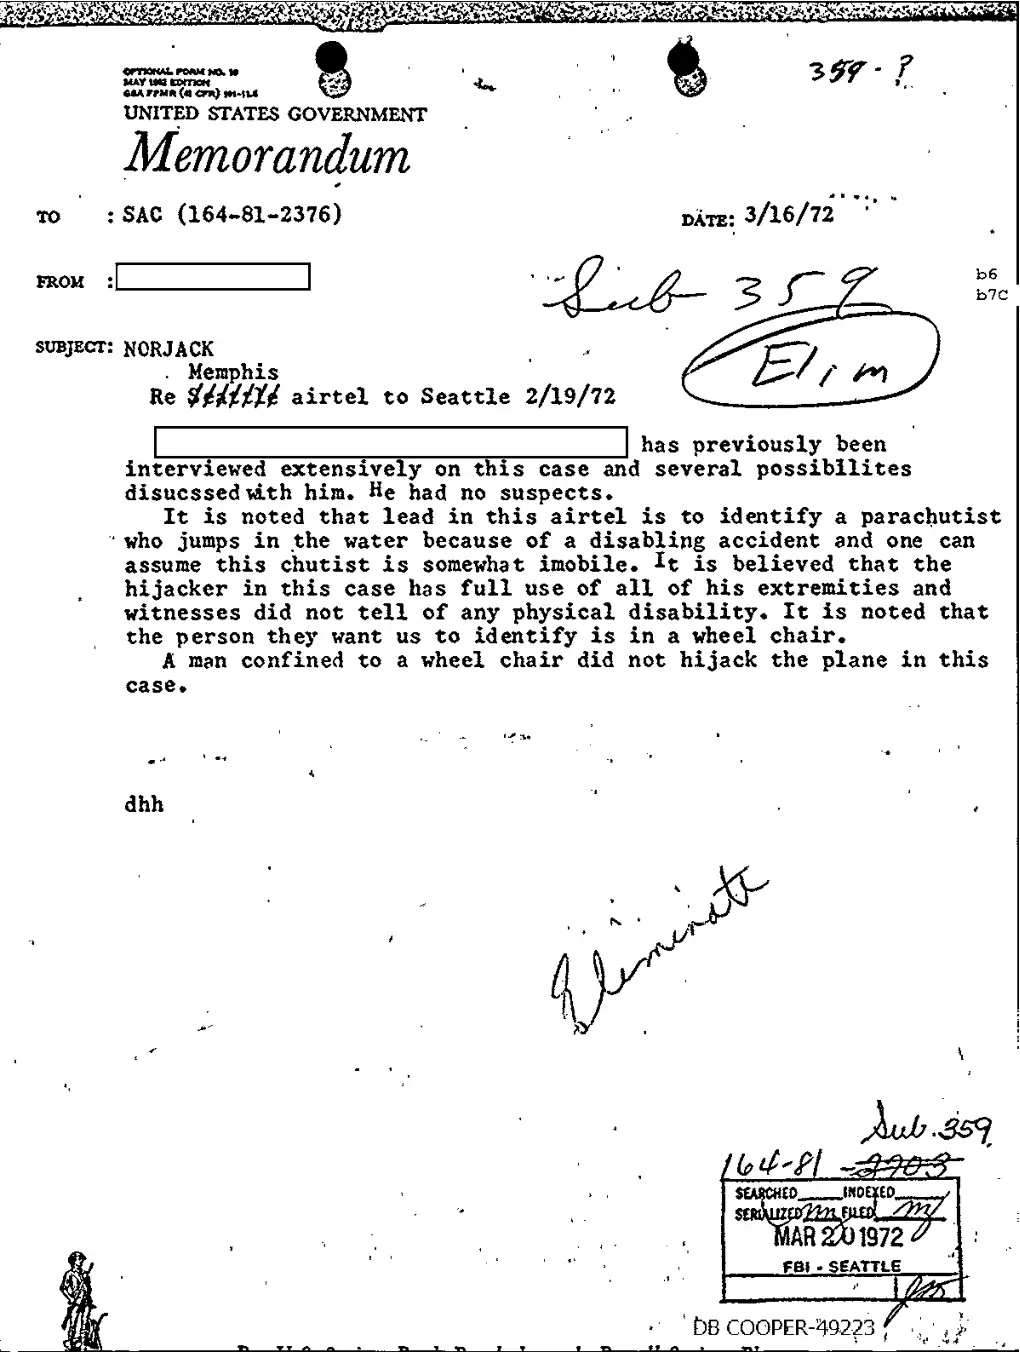 359 - ?
OPTIONAL FORM NO. 10
MAY 1962 EDITION
GSA FPMR (41 CFR) 101-11.6
UNITED STATES GOVERNMENT
Memorandum
TO : SAC (164-81-2376)
DATE: 3/16/72
FROM :
b6
b7C
Sub 359
Elim
SUBJECT: NORJACK
Memphis
Re Seattle airtel to Seattle 2/19/72
has previously been
interviewed extensively on this case and several possibilites
disucssed with him. He had no suspects.
It is noted that lead in this airtel is to identify a parachutist
who jumps in the water because of a disabling accident and one can
assume this chutist is somewhat imobile. It is believed that the
hijacker in this case has full use of all of his extremities and
witnesses did not tell of any physical disability. It is noted that
the person they want us to identify is in a wheel chair.
A man confined to a wheel chair did not hijack the plane in this
case.
dhh
Eliminate
Sub. 359
164-81 -2703
SEARCHED INDEXED
SERIALIZED FILED
MAR 20 1972
FBI - SEATTLE
DB COOPER-49223